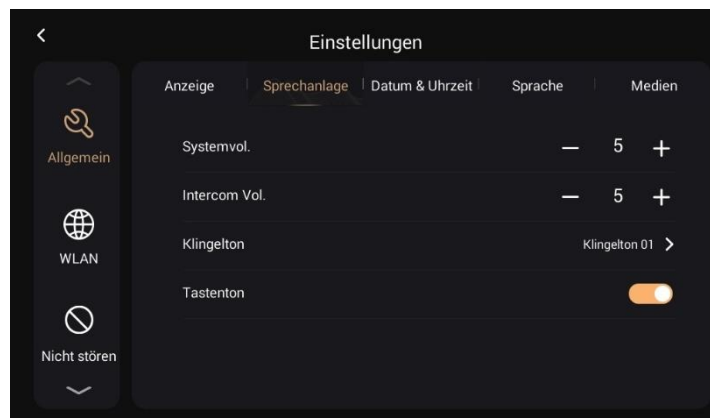 Einstellungen
Allgemein
WLAN
Nicht stören
Anzeige Sprechanlage Datum & Uhrzeit Sprache Medien
Systemvol. 5
Intercom Vol. 5
Klingelton Klingelton 01
Tastenton